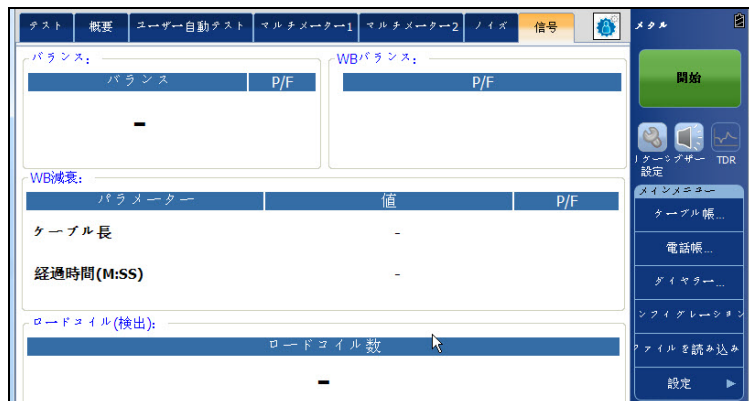 テスト 概要 ユーザー自動テスト マルチメーター1 マルチメーター2 ノイズ 信号
バランス:
バランス P/F
-
WBバランス:
P/F
WB減衰:
パラメーター 値 P/F
ケーブル長 -
経過時間(M:SS) -
ロードコイル(検出):
ロードコイル数
-
メタル
開始
設定
TDR
メインメニュー
ケーブル帳...
電話帳...
ダイヤラー...
ンフィグレーション
ファイルを読み込み
設定